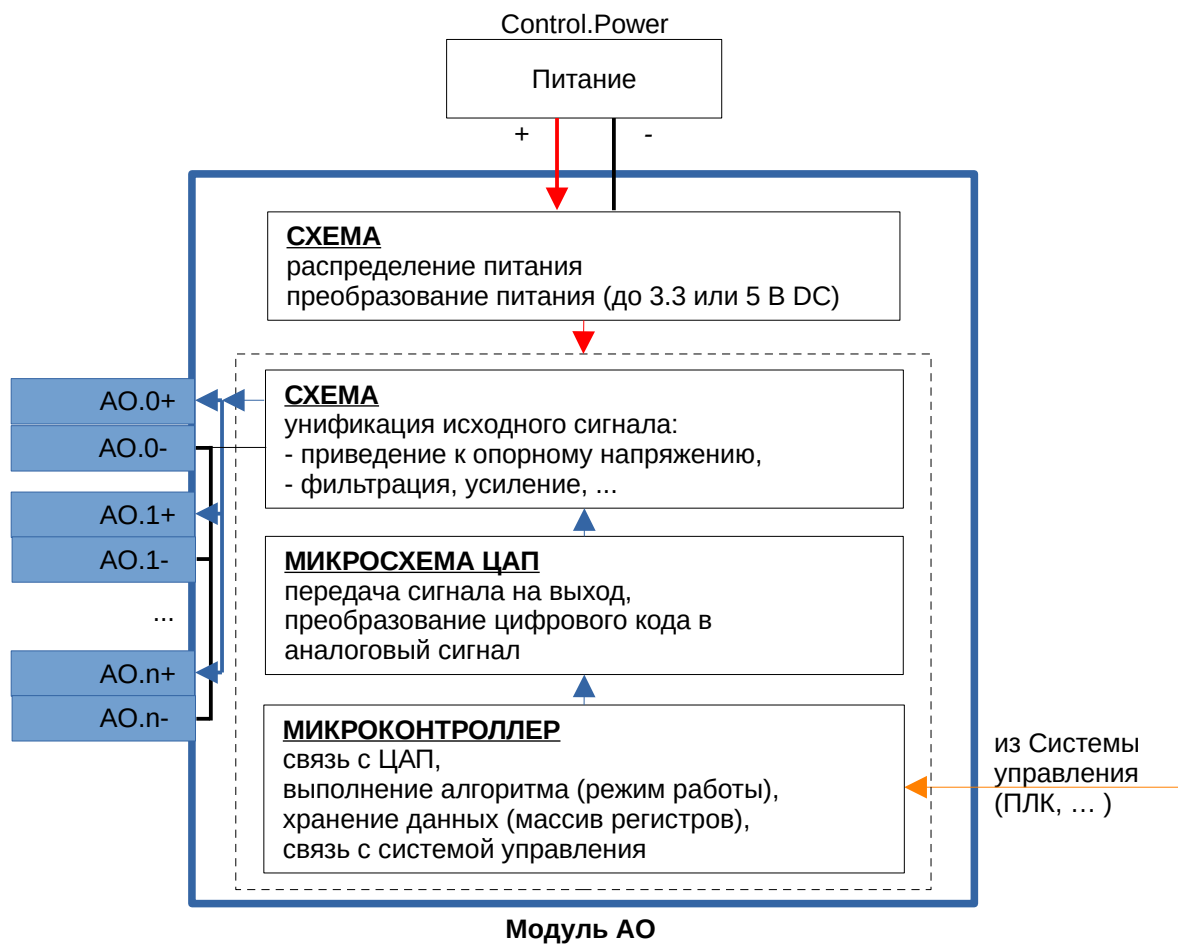 Control.Power
Питание
+
-
СХЕМА
распределение питания
преобразование питания (до 3.3 или 5 В DC)
AO.0+
AO.0-
AO.1+
AO.1-
...
AO.n+
AO.n-
СХЕМА
унификация исходного сигнала:
- приведение к опорному напряжению,
- фильтрация, усиление, ...
МИКРОСХЕМА ЦАП
передача сигнала на выход,
преобразование цифрового кода в
аналоговый сигнал
МИКРОКОНТРОЛЛЕР
связь с ЦАП,
выполнение алгоритма (режим работы),
хранение данных (массив регистров),
связь с системой управления
из Системы
управления
(ПЛК, … )
Модуль АО